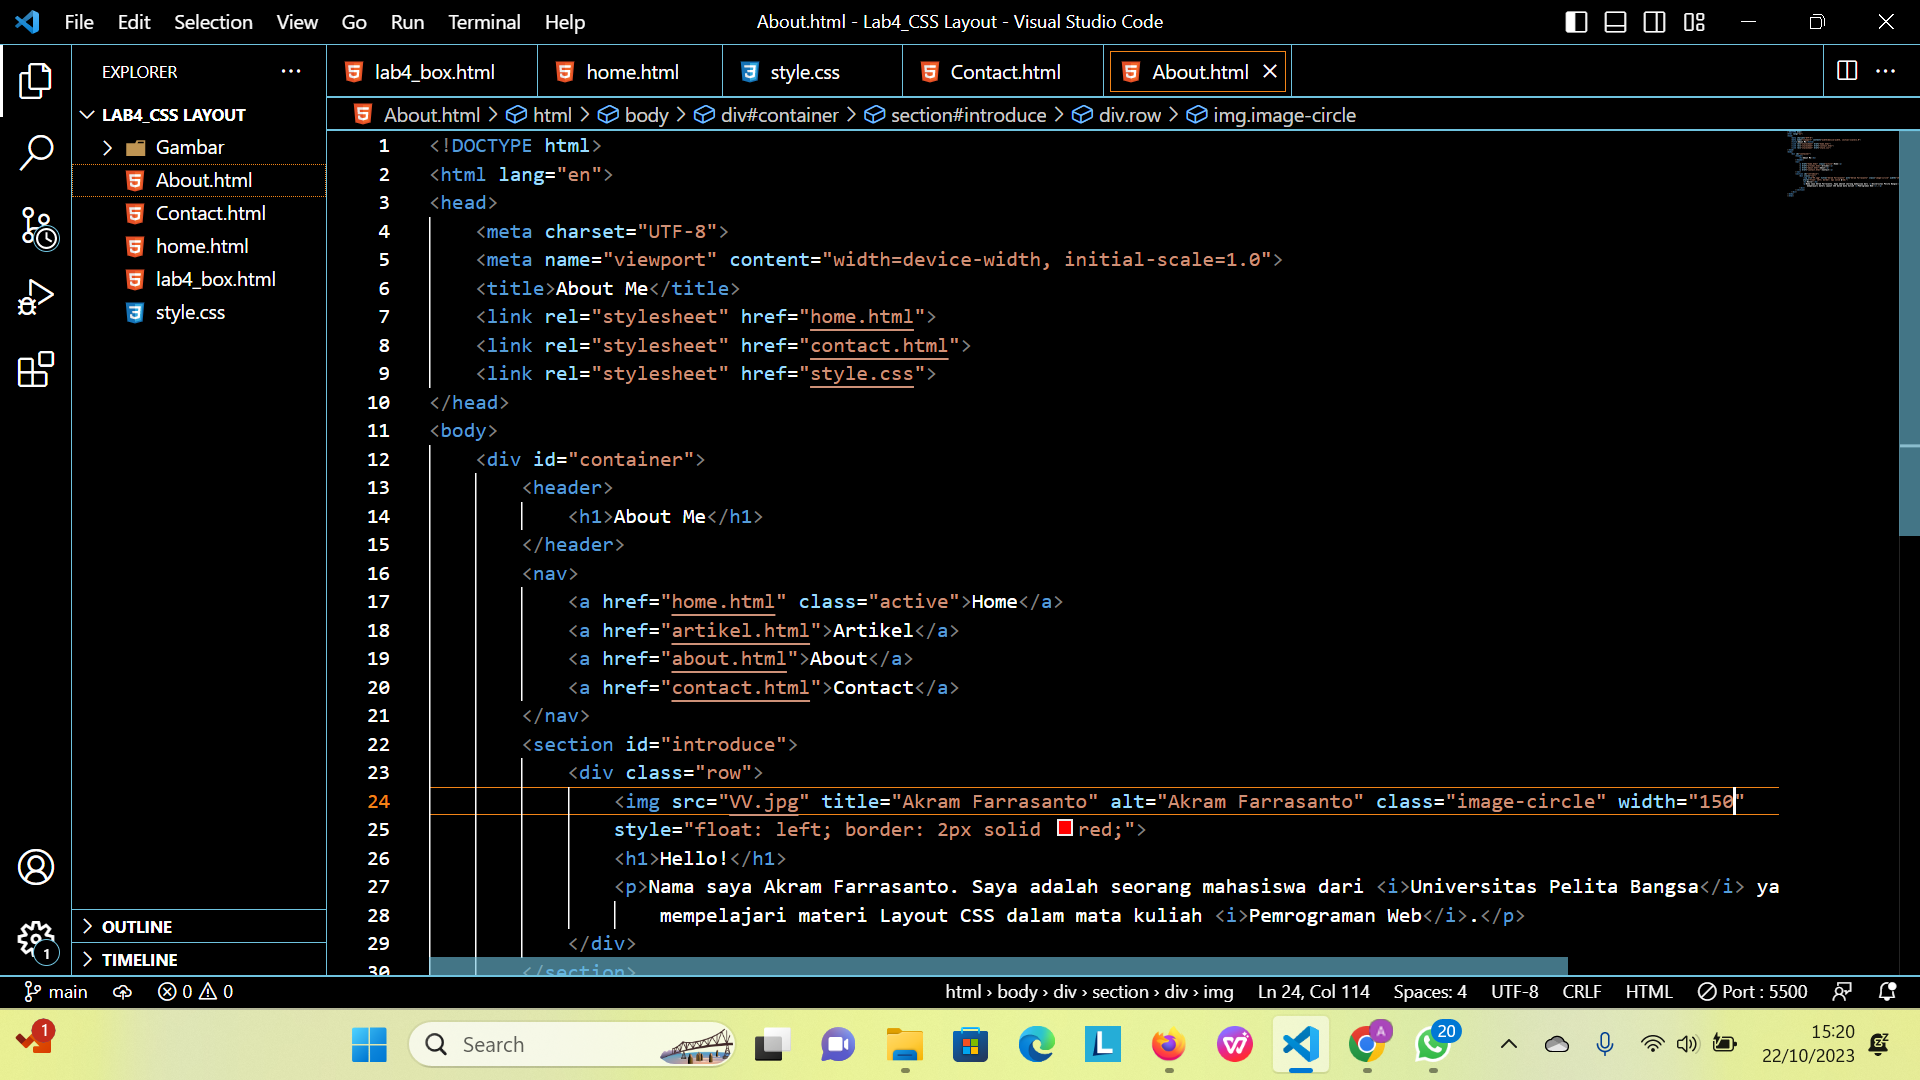 File Edit Selection View Go Run Terminal Help
About.html - Lab4_CSS Layout - Visual Studio Code
EXPLORER
LAB4_CSS LAYOUT
Gambar
About.html
Contact.html
home.html
lab4_box.html
style.css
OUTLINE
TIMELINE
1
lab4_box.html home.html style.css Contact.html About.html
About.html > html > body > div#container > section#introduce > div.row > img.image-circle
1 <!DOCTYPE html>
2 <html lang="en">
3 <head>
4 <meta charset="UTF-8">
5 <meta name="viewport" content="width=device-width, initial-scale=1.0">
6 <title>About Me</title>
7 <link rel="stylesheet" href="home.html">
8 <link rel="stylesheet" href="contact.html">
9 <link rel="stylesheet" href="style.css">
10 </head>
11 <body>
12 <div id="container">
13 <header>
14 <h1>About Me</h1>
15 </header>
16 <nav>
17 <a href="home.html" class="active">Home</a>
18 <a href="artikel.html">Artikel</a>
19 <a href="about.html">About</a>
20 <a href="contact.html">Contact</a>
21 </nav>
22 <section id="introduce">
23 <div class="row">
24 <img src="VV.jpg" title="Akram Farrasanto" alt="Akram Farrasanto" class="image-circle" width="150"
25 style="float: left; border: 2px solid red;">
26 <h1>Hello!</h1>
27 <p>Nama saya Akram Farrasanto. Saya adalah seorang mahasiswa dari <i>Universitas Pelita Bangsa</i> ya
28 mempelajari materi Layout CSS dalam mata kuliah <i>Pemrograman Web</i>.</p>
29 </div>
30 </section>
main 0 0 html > body > div > section > div > img Ln 24, Col 114 Spaces: 4 UTF-8 CRLF HTML Port : 5500
1 Search A 20 15:20
22/10/2023